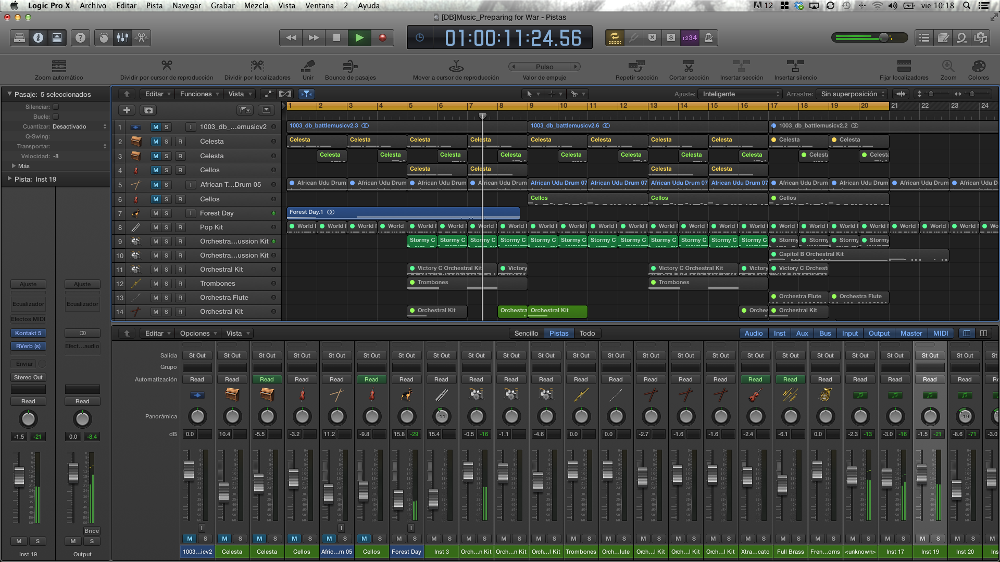 Logic Pro X Archivo Editar Pista Navegar Grabar Mezcla Vista Ventana 2 Ayuda 12 vie 10:18
[DB]Music_Preparing for War - Pistas
01:00:11:24.56
S 1234
Zoom automático Dividir por cursor de reproducción Dividir por localizadores Unir Bounce de pasajes Mover a cursor de reproducción Pulso Valor de empuje Repetir sección Cortar sección Insertar sección Insertar silencio Fijar localizadores Zoom Colores
Pasaje: 5 seleccionados
Silenciar:
Bucle:
Cuantizar: Desactivado
Q-Swing:
Transportar:
Velocidad: -8
Más
Pista: Inst 19
Editar Funciones Vista Ajuste: Inteligente Arrastre: Sin superposición
1 2 3 4 5 6 7 8 9 10 11 12 13 14 15 16 17 18 19 20 21 22 23 24
1 M S I 1003_db_...emusicv2 1003_db_battlemusicv2.3 1003_db_battlemusicv2.6 1003_db_battlemusicv2.2
2 M S R Celesta Celesta Celesta Celesta Celesta Celesta Celesta Celesta Celesta Celesta Celesta
3 M S R Celesta Celesta Celesta Celesta Celesta Celesta Celesta Celesta Celesta Celesta Celesta
4 M S R Cellos Celesta Celesta Celesta Celesta
5 M S I African T...Drum 05 African Udu Drum African Udu Drum African Udu Drum African Udu Drum African Udu Drum 07 African Udu Drum 07 African Udu Drum 07 African Udu Drum 07 African Udu Drum African Udu Drum African Udu Drum African Udu D
6 M S R Cellos Cellos Cellos Cellos
7 M S I Forest Day Forest Day.1
8 M S R Pop Kit World World World World World World World World World World World World World World World World World World World World World World World Wo
9 M S R Orchestra...ussion Kit Stormy C Stormy C Stormy C Stormy C Stormy C Stormy C Stormy C Stormy C Stormy C Stormy C Stormy C Stormy C Stormy Stormy Stormy Stormy
10 M S R Orchestra...ussion Kit Capitol B Orchestral Kit
11 M S R Orchestral Kit Victory C Orchestral Kit Victory Victory C Orchestral Kit Victory Victory C Orchest
12 M S R Trombones Trombones Trombones
13 M S R Orchestra Flute Orchestra Flute Orchestra Flute
14 M S R Orchestral Kit Orchestral Kit Orchestra Orchestral Kit Orches Orchestral Kit
Editar Opciones Vista Sencillo Pistas Todo Audio Inst Aux Bus Input Output Master MIDI
Ajuste Ajuste
Ecualizador Ecualizador
Efectos MIDI
Kontakt 5
RVerb (s) Efect...audio
Enviar
Stereo Out
Read Read
-1.5 -21 0.0 -8.4
Bnce
M S M S
Inst 19 Output
Salida St Out St Out St Out St Out St Out St Out St Out St Out St Out St Out St Out St Out St Out St Out St Out St Out St Out St Out St Out St Out St Out St Out St Out St
Grupo
Automatización Read Read Read Read Read Read Read Read Read Read Read Read Read Read Read Read Read Read Read Read Read Read Read Re
Panorámica -11 -19
dB 0.0 10.4 -5.5 -3.2 11.2 -9.8 15.8 -29 15.4 -0.5 -16 -1.1 -4.6 0.0 0.0 -2.7 -1.6 -1.6 -2.4 -6.1 0.0 -2.3 -13 -3.0 -16 -1.5 -21 -8.6 -71 -3.0
I I I
M S M S M S M S M S M S M S M S M S M S M S M S M S M S M S M S M S M S M S M S M S M S M S M
1003...icv2 Celesta Celesta Cellos Afric...m 05 Cellos Forest Day Inst 3 Orch...n Kit Orch...n Kit Orch...l Kit Trombones Orch...lute Orch...l Kit Orch...l Kit Orch...l Kit Xtra...cato Full Brass Fren...orns <unknown> Inst 17 Inst 19 Inst 20 Ins